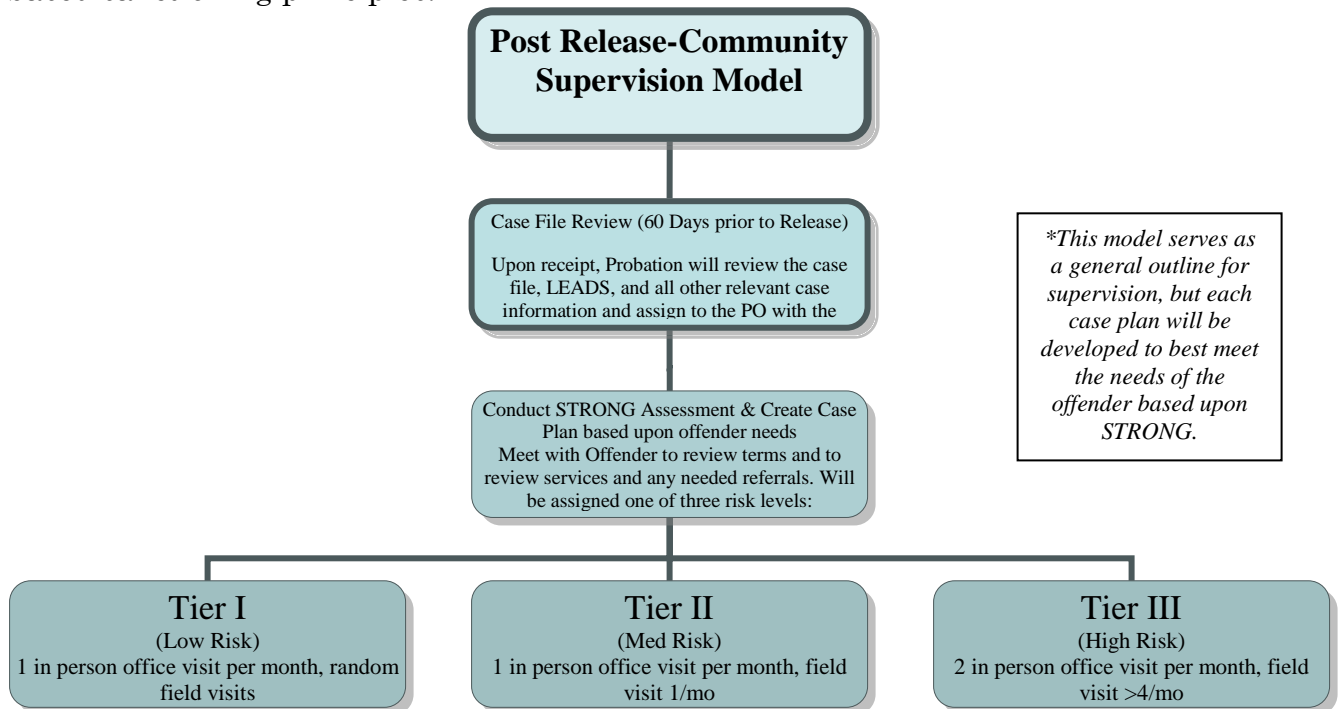 Post Release-Community
Supervision Model
Case File Review (60 Days prior to Release)
Upon receipt, Probation will review the case
file, LEADS, and all other relevant case
information and assign to the PO with the
*This model serves as
a general outline for
supervision, but each
case plan will be
developed to best meet
the needs of the
offender based upon
STRONG.
Conduct STRONG Assessment & Create Case
Plan based upon offender needs
Meet with Offender to review terms and to
review services and any needed referrals. Will
be assigned one of three risk levels:
Tier I
(Low Risk)
1 in person office visit per month, random
field visits
Tier II
(Med Risk)
1 in person office visit per month, field
visit 1/mo
Tier III
(High Risk)
2 in person office visit per month, field
visit >4/mo